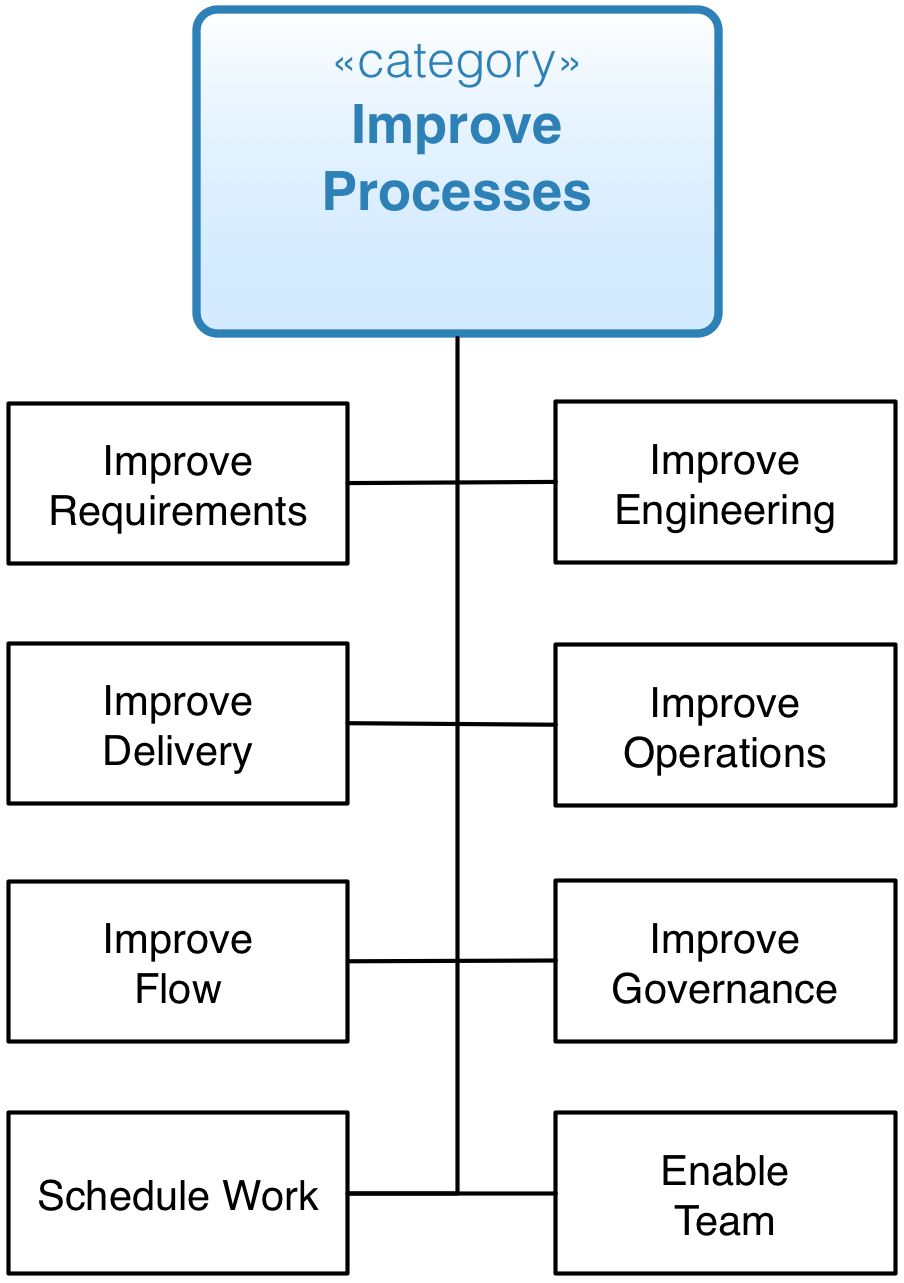 «category»
Improve
Processes
Improve
Requirements
Improve
Engineering
Improve
Delivery
Improve
Operations
Improve
Flow
Improve
Governance
Schedule Work
Enable
Team